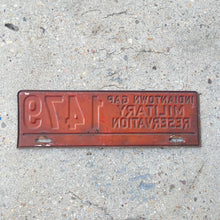 INDIANTOWN GAP
MILITARY
RESERVATION
1479